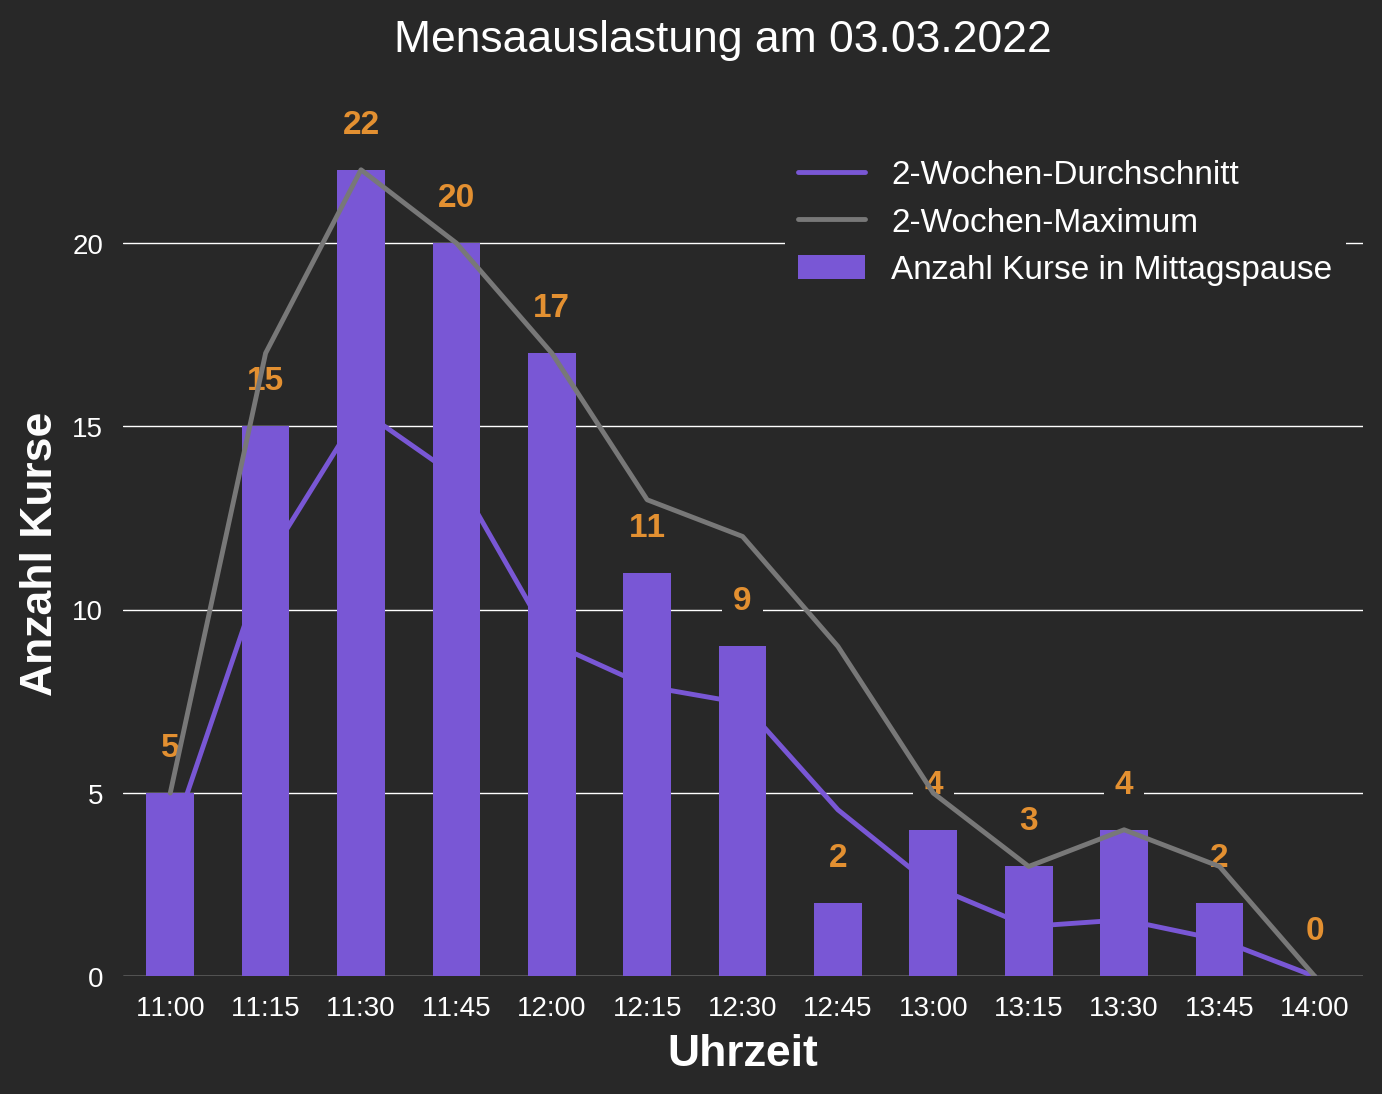 Mensaauslastung am 03.03.2022
2-Wochen-Durchschnitt
2-Wochen-Maximum
Anzahl Kurse in Mittagspause
Anzahl Kurse
20
15
10
5
0
5
15
22
20
17
11
9
2
4
3
4
2
0
11:00 11:15 11:30 11:45 12:00 12:15 12:30 12:45 13:00 13:15 13:30 13:45 14:00
Uhrzeit